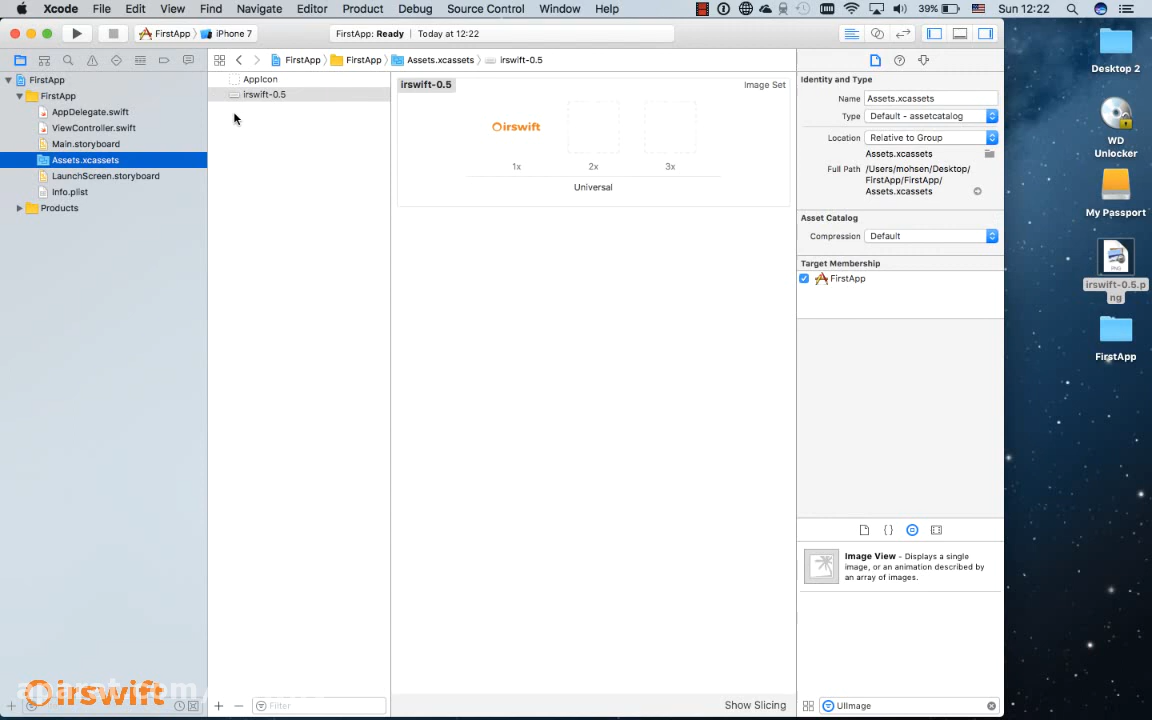 Xcode File Edit View Find Navigate Editor Product Debug Source Control Window Help 39% Sun 12:22
FirstApp iPhone 7 FirstApp: Ready Today at 12:22
FirstApp FirstApp Assets.xcassets irswift-0.5
FirstApp
FirstApp
AppDelegate.swift
ViewController.swift
Main.storyboard
Assets.xcassets
LaunchScreen.storyboard
Info.plist
Products
AppIcon
irswift-0.5
irswift-0.5 Image Set
irswift
1x 2x 3x
Universal
Show Slicing
Filter
Identity and Type
Name Assets.xcassets
Type Default - assetcatalog
Location Relative to Group
Assets.xcassets
Full Path /Users/mohsen/Desktop/
FirstApp/FirstApp/
Assets.xcassets
Asset Catalog
Compression Default
Target Membership
FirstApp
Image View - Displays a single
image, or an animation described by
an array of images.
UIImage
Desktop 2
WD
Unlocker
My Passport
PNG
irswift-0.5.p
ng
FirstApp
irswift
aparat.com/